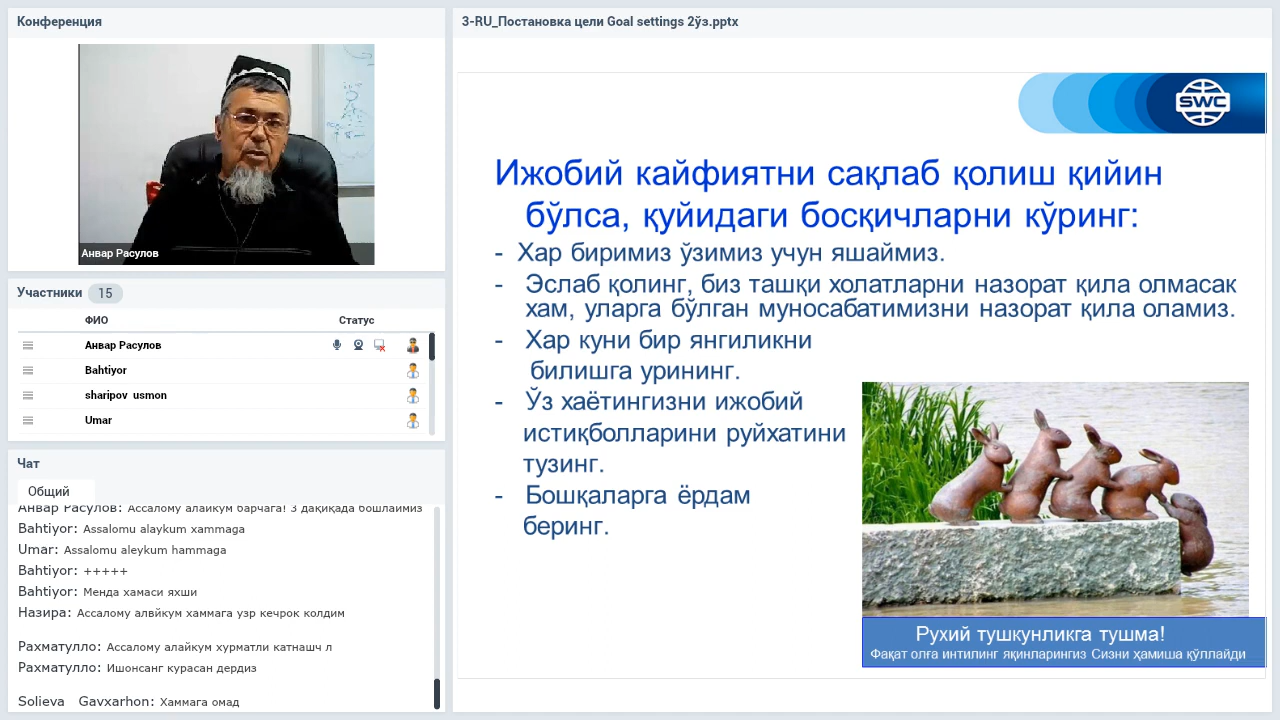 Конференция
Анвар Расулов
Участники 15
ФИО Статус
Анвар Расулов
Bahtiyor
sharipov usmon
Umar
Чат
Общий
Анвар Расулов: Ассалому алайкум барчага! 3 дақиқада бошлаймиз
Bahtiyor: Assalomu alaykum xammaga
Umar: Assalomu aleykum hammaga
Bahtiyor: +++++
Bahtiyor: Менда хамаси яхши
Назира: Ассалому алвйкум хаммага узр кечрок колдим
Рахматулло: Ассалому алайкум хурматли катнашч л
Рахматулло: Ишонсанг курасан дердиз
Solieva Gavxarhon: Хаммага омад
3-RU_Постановка цели Goal settings 2ўз.pptx
SWC
Ижобий кайфиятни сақлаб қолиш қийин
бўлса, қуйидаги босқичларни кўринг:
- Хар биримиз ўзимиз учун яшаймиз.
- Эслаб қолинг, биз ташқи холатларни назорат қила олмасак
хам, уларга бўлган муносабатимизни назорат қила оламиз.
- Хар куни бир янгиликни
билишга урининг.
- Ўз хаётингизни ижобий
истиқболларини руйхатини
тузинг.
- Бошқаларга ёрдам
беринг.
Рухий тушкунликга тушма!
Фақат олға интилинг яқинларингиз Сизни ҳамиша қўллайди